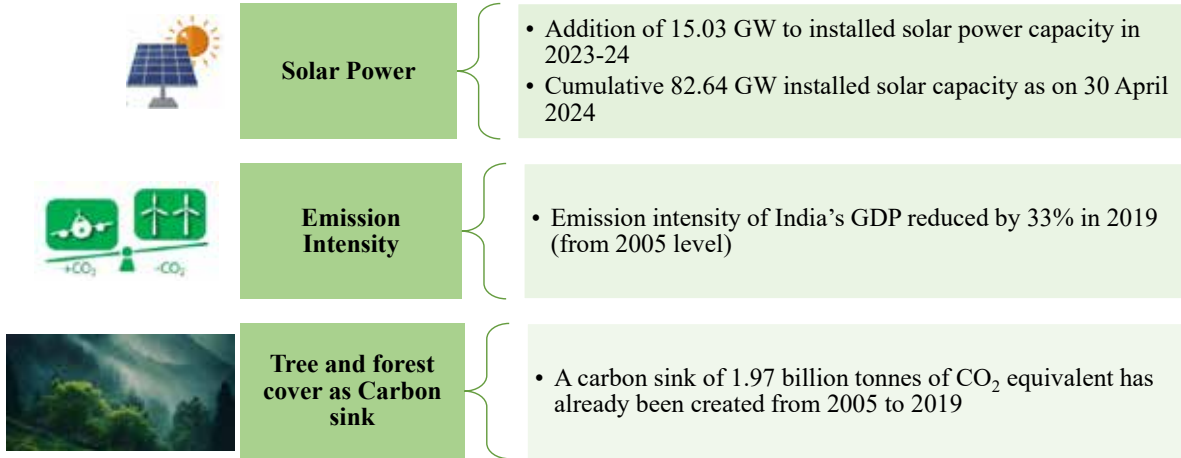 Solar Power
• Addition of 15.03 GW to installed solar power capacity in
2023-24
• Cumulative 82.64 GW installed solar capacity as on 30 April
2024
+CO₂ -CO₂
Emission
Intensity
• Emission intensity of India’s GDP reduced by 33% in 2019
(from 2005 level)
Tree and forest
cover as Carbon
sink
• A carbon sink of 1.97 billion tonnes of CO₂ equivalent has
already been created from 2005 to 2019